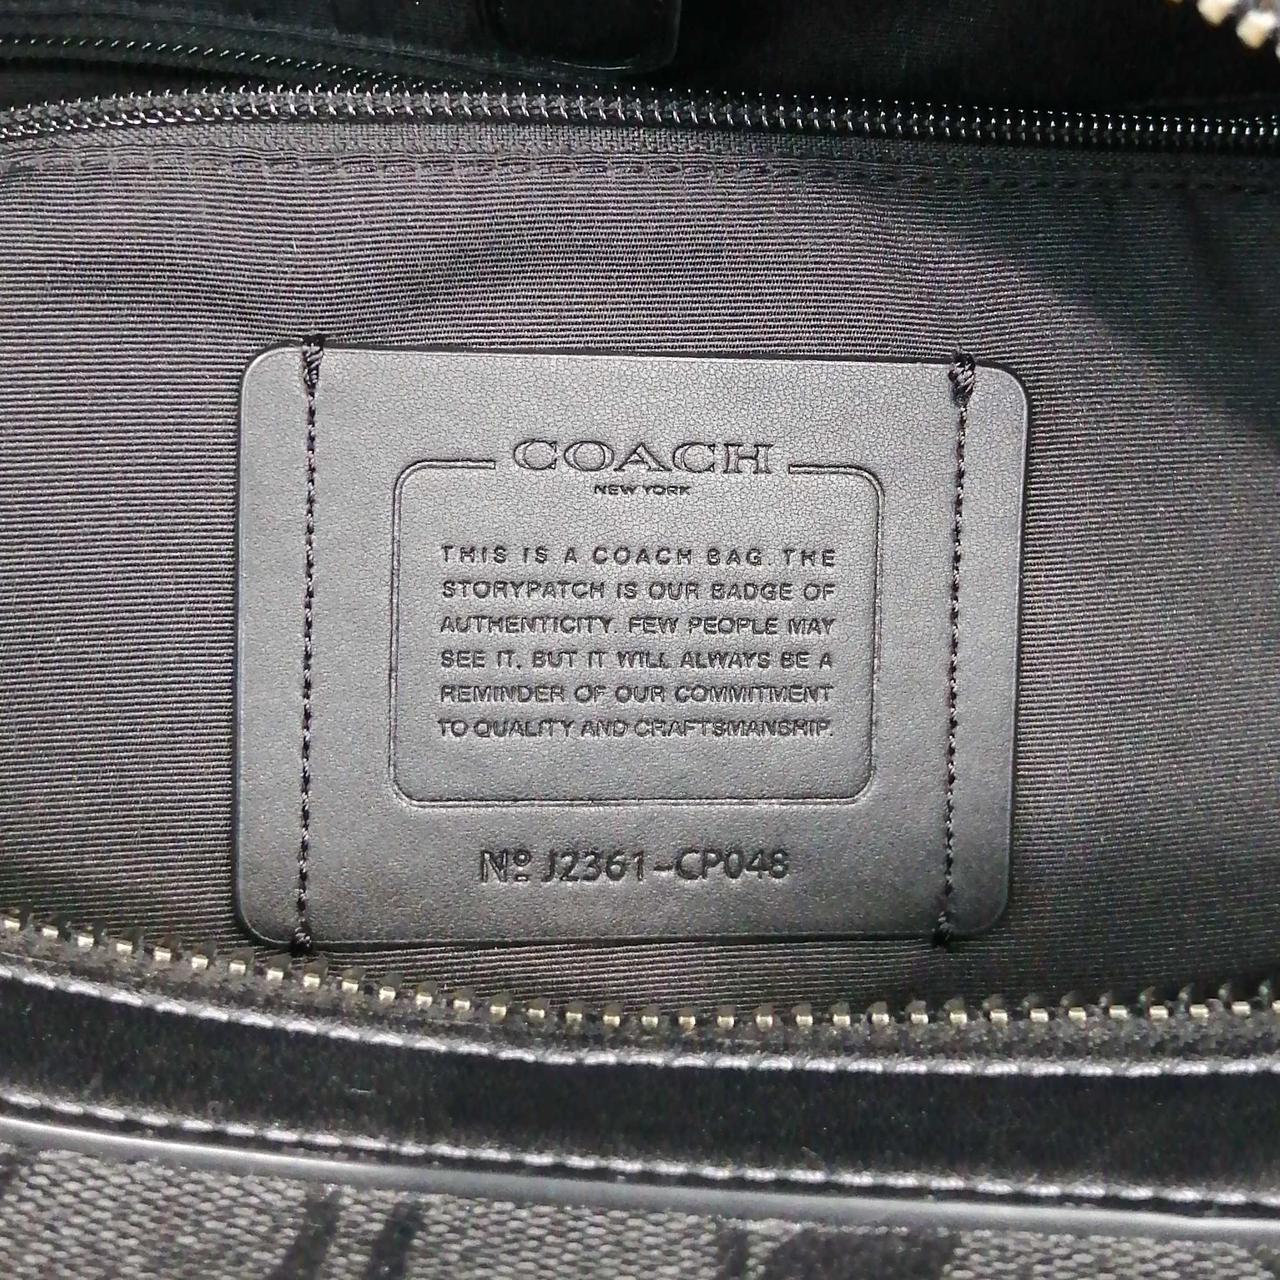 COACH
NEW YORK
THIS IS A COACH BAG. THE
STORYPATCH IS OUR BADGE OF
AUTHENTICITY. FEW PEOPLE MAY
SEE IT, BUT IT WILL ALWAYS BE A
REMINDER OF OUR COMMITMENT
TO QUALITY AND CRAFTSMANSHIP.
Nº J2361-CP048